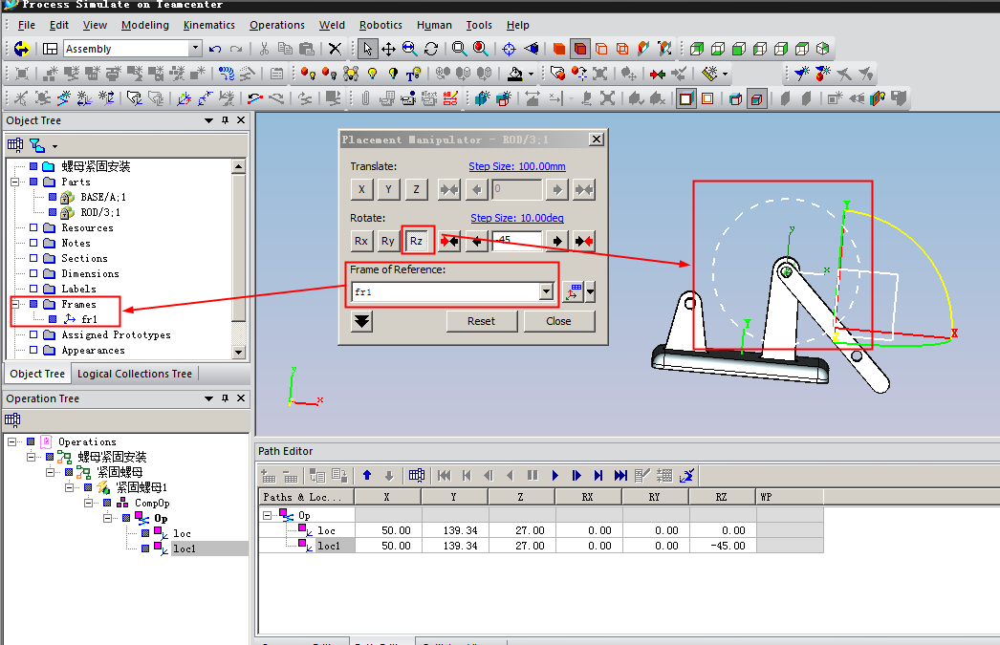 Process Simulate on Teamcenter
File Edit View Modeling Kinematics Operations Weld Robotics Human Tools Help
Assembly
Object Tree
螺母紧固安装
Parts
BASE/A;1
ROD/3;1
Resources
Notes
Sections
Dimensions
Labels
Frames
fr1
Assigned Prototypes
Appearances
Object Tree Logical Collections Tree
Operation Tree
Operations
螺母紧固安装
紧固螺母
紧固螺母1
CompOp
Op
loc
loc1
Placement Manipulator - ROD/3;1
Translate: Step Size: 100.00mm
X Y Z 0
Rotate: Step Size: 10.00deg
Rx Ry Rz -45
Frame of Reference:
fr1
Reset Close
Y
y
x
Y
X
Z
y
x
Path Editor
Paths & Loc... X Y Z RX RY RZ WP
Op
loc 50.00 139.34 27.00 0.00 0.00 0.00
loc1 50.00 139.34 27.00 0.00 0.00 -45.00